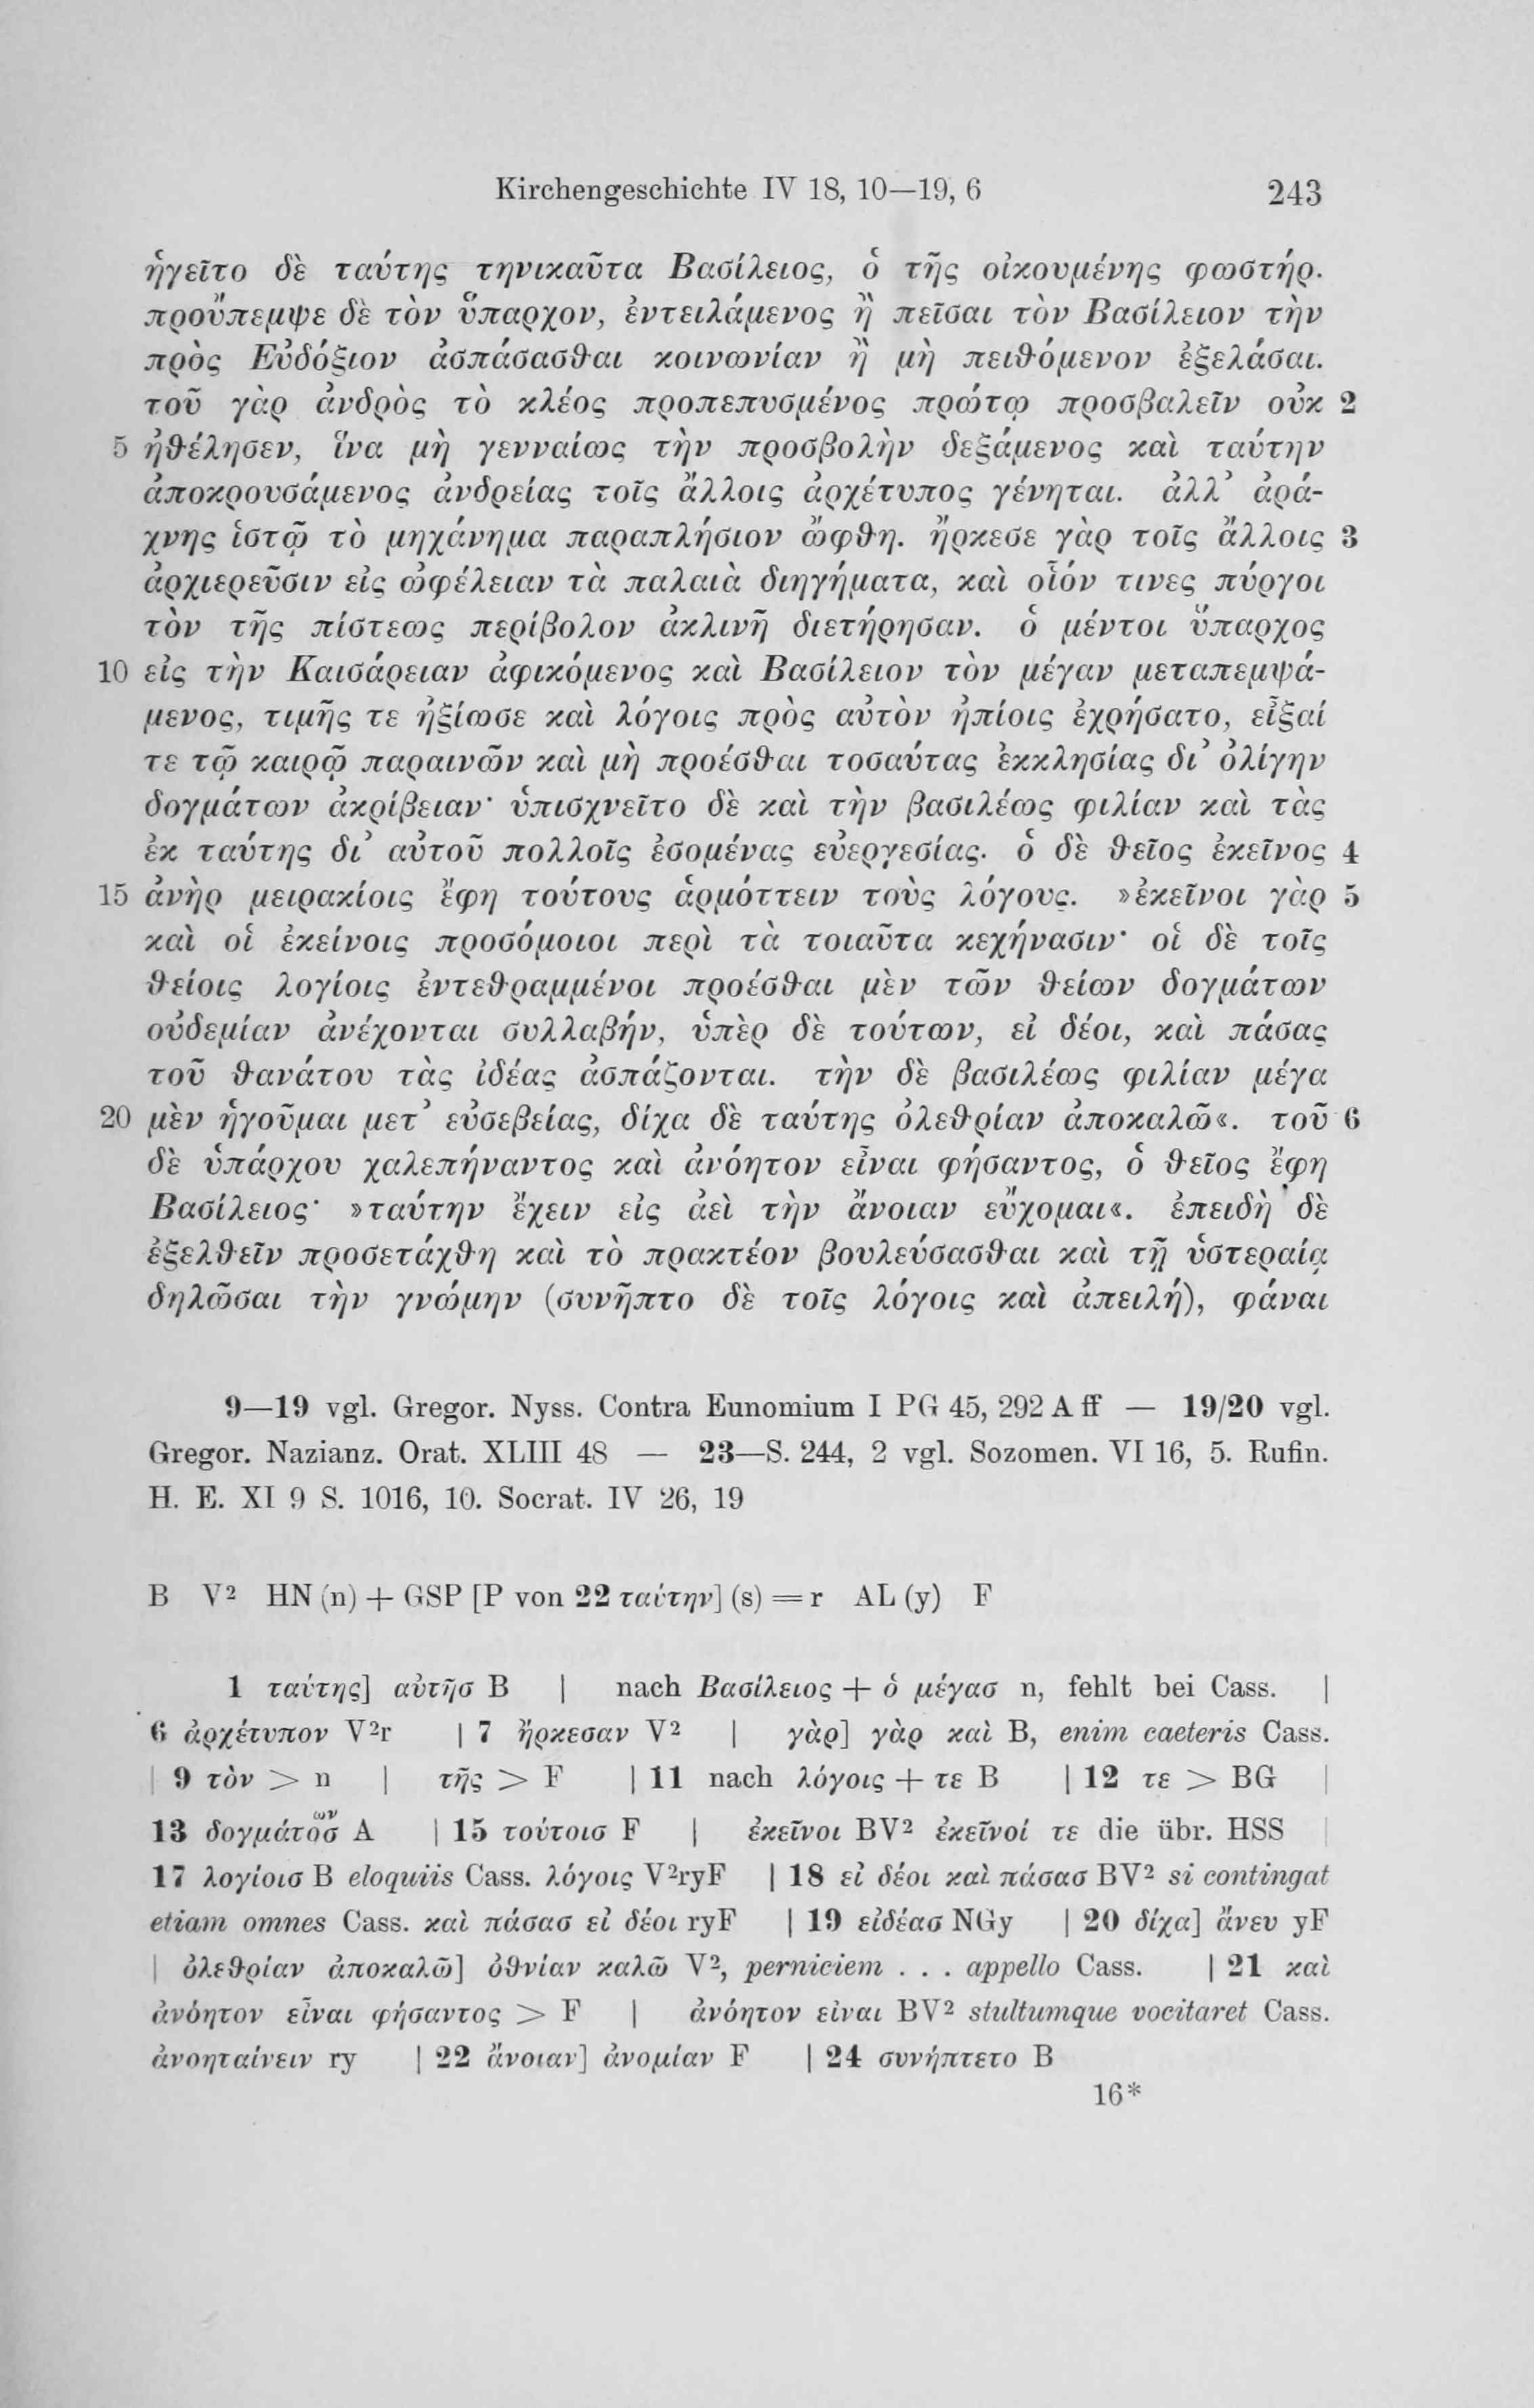 Kirchengeschichte IV 18, 10—19, 6 243
ἡγεῖτο δὲ ταύτης τηνικαῦτα Βασίλειος, ὁ τῆς οἰκουμένης φωστήρ.
προὔπεμψε δὲ τὸν ὕπαρχον, ἐντειλάμενος ἢ πεῖσαι τὸν Βασίλειον τὴν
πρὸς Εὐδόξιον ἀσπάσασθαι κοινωνίαν ἢ μὴ πειθόμενον ἐξελάσαι.
τοῦ γὰρ ἀνδρὸς τὸ κλέος προπεπυσμένος πρώτῳ προσβαλεῖν οὐκ 2
5 ἠθέλησεν, ἵνα μὴ γενναίως τὴν προσβολὴν δεξάμενος καὶ ταύτην
ἀποκρουσάμενος ἀνδρείας τοῖς ἄλλοις ἀρχέτυπος γένηται. ἀλλ’ ἀρά-
χνης ἱστῷ τὸ μηχάνημα παραπλήσιον ὤφθη. ἤρκεσε γὰρ τοῖς ἄλλοις 3
ἀρχιερεῦσιν εἰς ὠφέλειαν τὰ παλαιὰ διηγήματα, καὶ οἷόν τινες πύργοι
τὸν τῆς πίστεως περίβολον ἀκλινῆ διετήρησαν. ὁ μέντοι ὕπαρχος
10 εἰς τὴν Καισάρειαν ἀφικόμενος καὶ Βασίλειον τὸν μέγαν μεταπεμψά-
μενος, τιμῆς τε ἠξίωσε καὶ λόγοις πρὸς αὐτὸν ἠπίοις ἐχρήσατο, εἶξαί
τε τῷ καιρῷ παραινῶν καὶ μὴ προέσθαι τοσαύτας ἐκκλησίας δι’ ὀλίγην
δογμάτων ἀκρίβειαν· ὑπισχνεῖτο δὲ καὶ τὴν βασιλέως φιλίαν καὶ τὰς
ἐκ ταύτης δι’ αὐτοῦ πολλοῖς ἐσομένας εὐεργεσίας. ὁ δὲ θεῖος ἐκεῖνος 4
15 ἀνὴρ μειρακίοις ἔφη τούτους ἁρμόττειν τοὺς λόγους. »ἐκεῖνοι γὰρ 5
καὶ οἱ ἐκείνοις προσόμοιοι περὶ τὰ τοιαῦτα κεχήνασιν· οἱ δὲ τοῖς
θείοις λογίοις ἐντεθραμμένοι προέσθαι μὲν τῶν θείων δογμάτων
οὐδεμίαν ἀνέχονται συλλαβήν, ὑπὲρ δὲ τούτων, εἰ δέοι, καὶ πάσας
τοῦ θανάτου τὰς ἰδέας ἀσπάζονται. τὴν δὲ βασιλέως φιλίαν μέγα
20 μὲν ἡγοῦμαι μετ’ εὐσεβείας, δίχα δὲ ταύτης ὀλεθρίαν ἀποκαλῶ«. τοῦ 6
δὲ ὑπάρχου χαλεπήναντος καὶ ἀνόητον εἶναι φήσαντος, ὁ θεῖος ἔφη
Βασίλειος· »ταύτην ἔχειν εἰς ἀεὶ τὴν ἄνοιαν εὔχομαι«. ἐπειδὴ δὲ
ἐξελθεῖν προσετάχθη καὶ τὸ πρακτέον βουλεύσασθαι καὶ τῇ ὑστεραίᾳ
δηλῶσαι τὴν γνώμην (συνῆπτο δὲ τοῖς λόγοις καὶ ἀπειλή), φάναι
9—19 vgl. Gregor. Nyss. Contra Eunomium I PG 45, 292 A ff — 19/20 vgl.
Gregor. Nazianz. Orat. XLIII 48 — 23—S. 244, 2 vgl. Sozomen. VI 16, 5. Rufin.
H. E. XI 9 S. 1016, 10. Socrat. IV 26, 19
B V² HN (n) + GSP [P von 22 ταύτην] (s) = r AL (y) F
1 ταύτης] αὐτῆσ B | nach Βασίλειος + ὁ μέγασ n, fehlt bei Cass. |
6 ἀρχέτυπον V²r | 7 ἤρκεσαν V² | γὰρ] γὰρ καὶ B, enim caeteris Cass.
| 9 τὸν > n | τῆς > F | 11 nach λόγοις + τε B | 12 τε > BG |
13 δογμάτοσ̈ω̃ν A | 15 τούτοισ F | ἐκεῖνοι BV² ἐκεῖνοί τε die übr. HSS |
17 λογίοισ B eloquiis Cass. λόγοις V²ryF | 18 εἰ δέοι καὶ πάσασ BV² si contingat
etiam omnes Cass. καὶ πάσασ εἰ δέοι ryF | 19 εἰδέασ NGy | 20 δίχα] ἄνευ yF
| ὀλεθρίαν ἀποκαλῶ] ὀθνίαν καλῶ V², perniciem . . . appello Cass. | 21 καὶ
ἀνόητον εἶναι φήσαντος > F | ἀνόητον εἶναι BV² stultumque vocitaret Cass.
ἀνοηταίνειν ry | 22 ἄνοιαν] ἀνομίαν F | 24 συνήπτετο B
16*